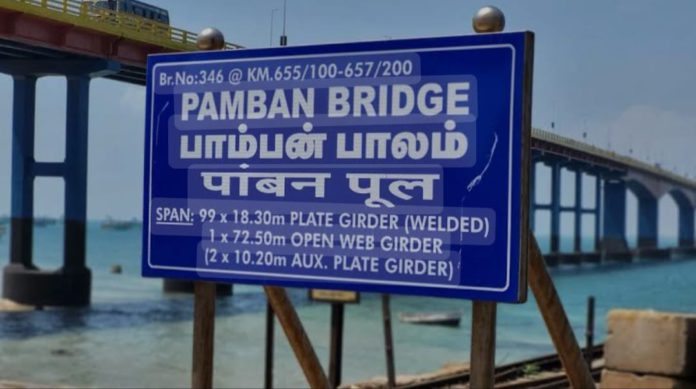 Br.No:346 @ KM.655/100-657/200
PAMBAN BRIDGE
பாம்பன் பாலம்
पांबन पूल
SPAN: 99 x 18.30m PLATE GIRDER (WELDED)
1 x 72.50m OPEN WEB GIRDER
(2 x 10.20m AUX. PLATE GIRDER)